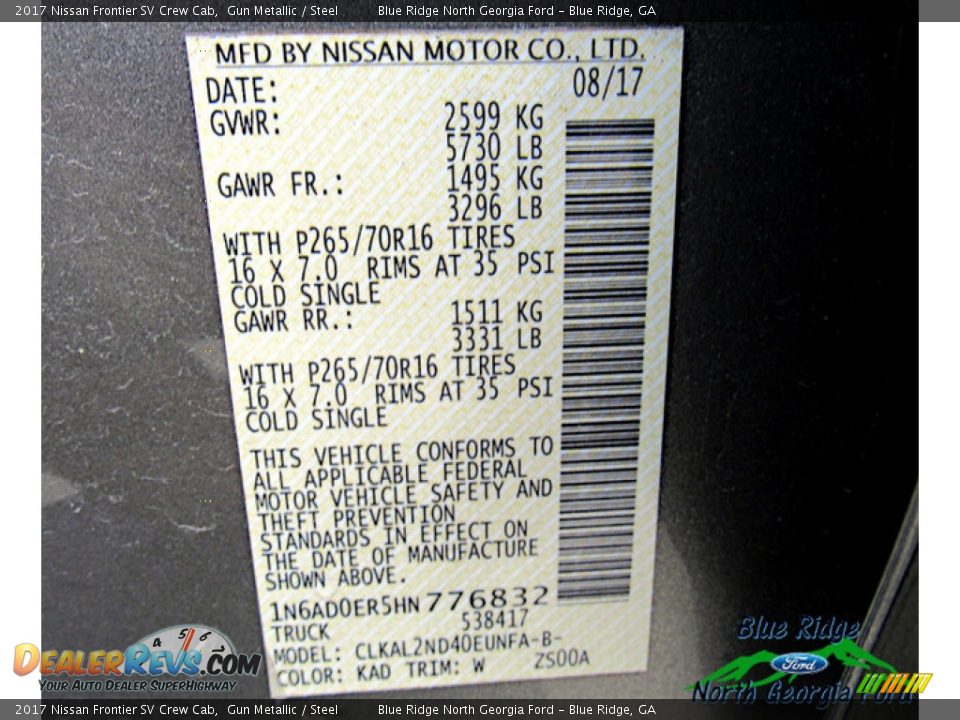 2017 Nissan Frontier SV Crew Cab, Gun Metallic / Steel Blue Ridge North Georgia Ford - Blue Ridge, GA
MFD BY NISSAN MOTOR CO., LTD.
DATE: 08/17
GVWR: 2599 KG
5730 LB
GAWR FR.: 1495 KG
3296 LB
WITH P265/70R16 TIRES
16 X 7.0 RIMS AT 35 PSI
COLD SINGLE
GAWR RR.: 1511 KG
3331 LB
WITH P265/70R16 TIRES
16 X 7.0 RIMS AT 35 PSI
COLD SINGLE
THIS VEHICLE CONFORMS TO
ALL APPLICABLE FEDERAL
MOTOR VEHICLE SAFETY AND
THEFT PREVENTION
STANDARDS IN EFFECT ON
THE DATE OF MANUFACTURE
SHOWN ABOVE.
1N6AD0ER5HN776832
TRUCK 538417
MODEL: CLKAL2ND40EUNFA-B-
COLOR: KAD TRIM: W ZS00A
4 5 6
DEALERREVS.COM
YOUR AUTO DEALER SUPERHIGHWAY
Blue Ridge
Ford
North Georgia Ford
2017 Nissan Frontier SV Crew Cab, Gun Metallic / Steel Blue Ridge North Georgia Ford - Blue Ridge, GA